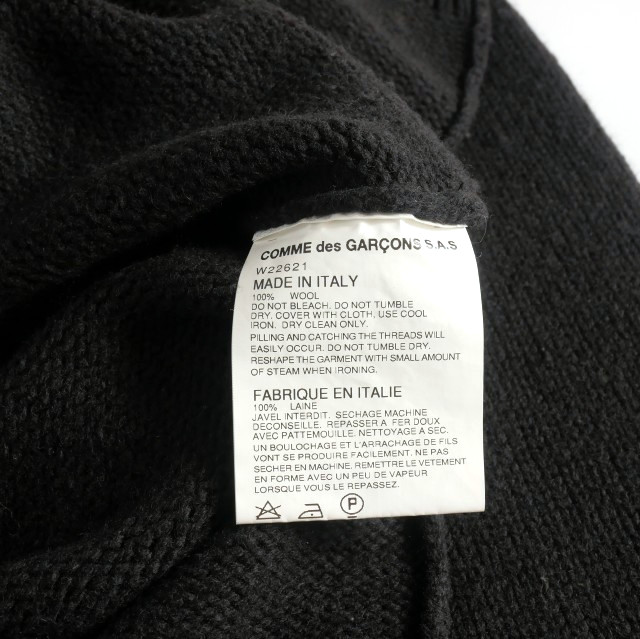 COMME des GARÇONS S.A.S
W22621
MADE IN ITALY
100% WOOL
DO NOT BLEACH. DO NOT TUMBLE
DRY. COVER WITH CLOTH. USE COOL
IRON. DRY CLEAN ONLY.
PILLING AND CATCHING THE THREADS WILL
EASILY OCCUR. DO NOT TUMBLE DRY.
RESHAPE THE GARMENT WITH SMALL AMOUNT
OF STEAM WHEN IRONING.
FABRIQUE EN ITALIE
100% LAINE
JAVEL INTERDIT. SECHAGE MACHINE
DECONSEILLE. REPASSER A FER DOUX
AVEC PATTEMOUILLE. NETTOYAGE A SEC.
UN BOULOCHAGE ET L'ARRACHAGE DE FILS
VONT SE PRODUIRE FACILEMENT. NE PAS
SECHER EN MACHINE. REMETTRE LE VETEMENT
EN FORME AVEC UN PEU DE VAPEUR
LORSQUE VOUS LE REPASSEZ.
P